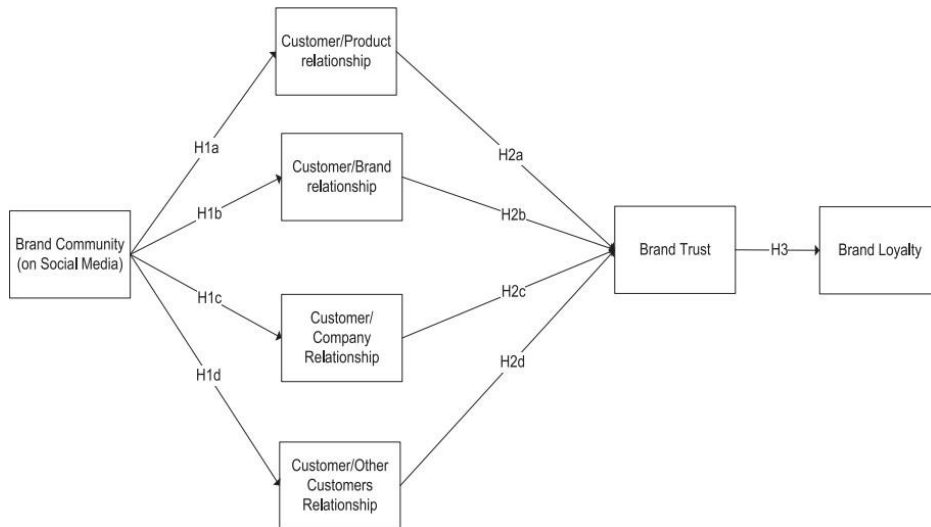 Customer/Product
relationship
H1a
H2a
Customer/Brand
relationship
H1b
H2b
Brand Community
(on Social Media)
Brand Trust
H3
Brand Loyalty
H1c
H2c
Customer/
Company
Relationship
H1d
H2d
Customer/Other
Customers
Relationship